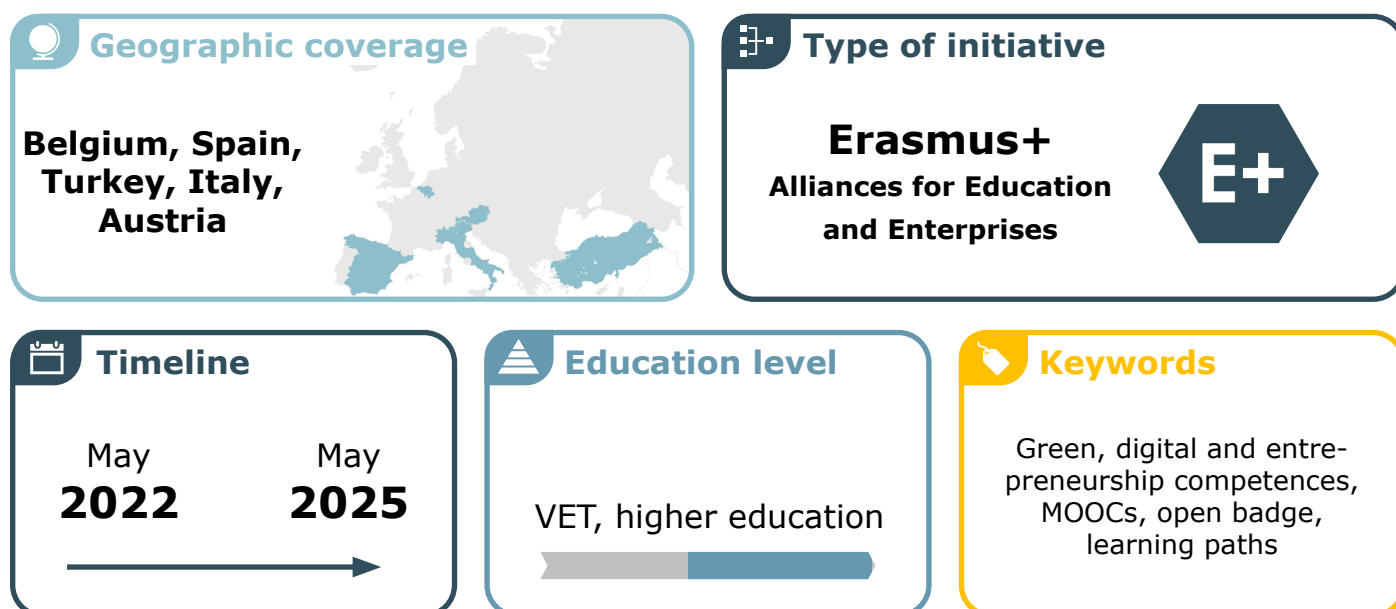 Geographic coverage
Belgium, Spain,
Turkey, Italy,
Austria
Type of initiative
Erasmus+
Alliances for Education
and Enterprises
E+
Timeline
May
2022
May
2025
Education level
VET, higher education
Keywords
Green, digital and entre-
preneurship competences,
MOOCs, open badge,
learning paths